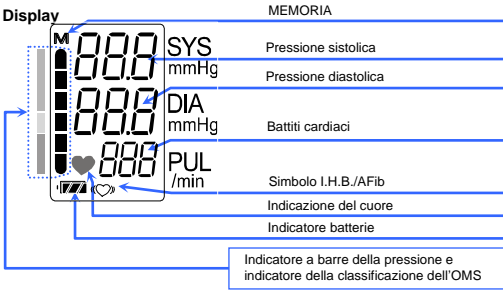 Display
MEMORIA
M
888
SYS
mmHg
Pressione sistolica
Pressione diastolica
888
DIA
mmHg
Battiti cardiaci
888
PUL
/min
Simbolo I.H.B./AFib
Indicazione del cuore
Indicatore batterie
Indicatore a barre della pressione e
indicatore della classificazione dell'OMS